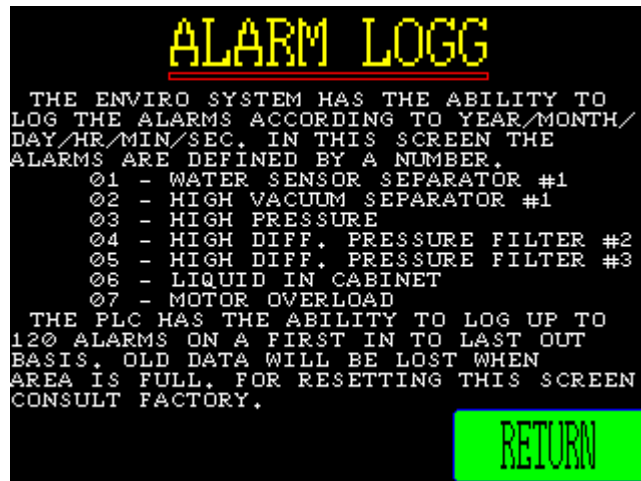 ALARM LOGG
THE ENVIRO SYSTEM HAS THE ABILITY TO
LOG THE ALARMS ACCORDING TO YEAR/MONTH/
DAY/HR/MIN/SEC. IN THIS SCREEN THE
ALARMS ARE DEFINED BY A NUMBER.
01 - WATER SENSOR SEPARATOR #1
02 - HIGH VACUUM SEPARATOR #1
03 - HIGH PRESSURE
04 - HIGH DIFF. PRESSURE FILTER #2
05 - HIGH DIFF. PRESSURE FILTER #3
06 - LIQUID IN CABINET
07 - MOTOR OVERLOAD
THE PLC HAS THE ABILITY TO LOG UP TO
120 ALARMS ON A FIRST IN TO LAST OUT
BASIS. OLD DATA WILL BE LOST WHEN
AREA IS FULL. FOR RESETTING THIS SCREEN
CONSULT FACTORY.
RETURN